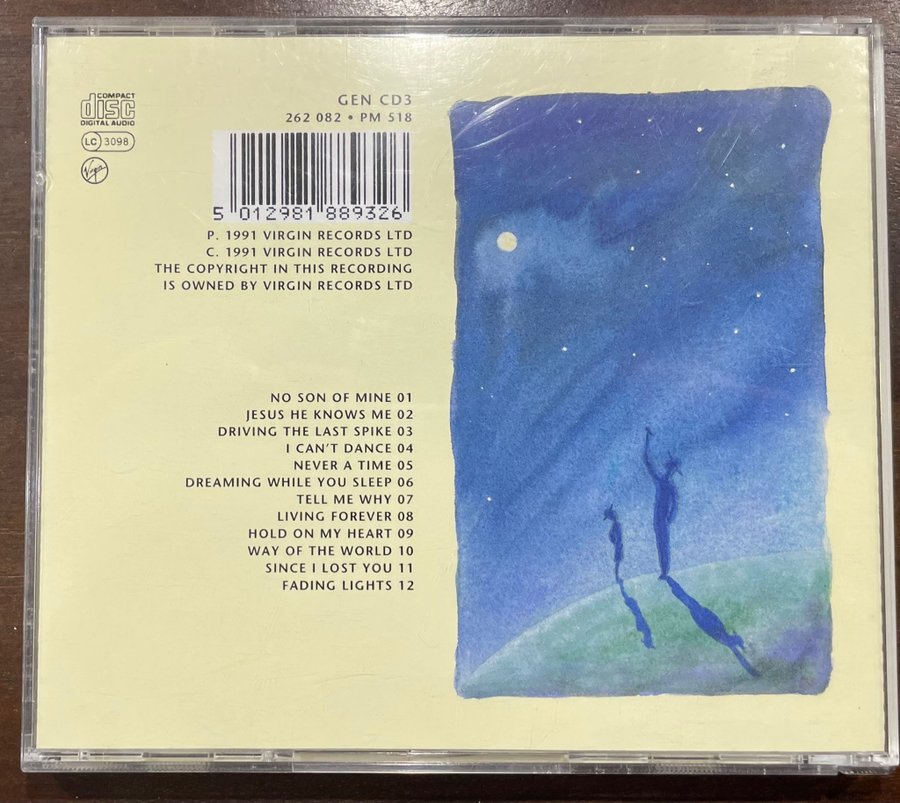 COMPACT
disc
DIGITAL AUDIO
LC 3098
Virgin
GEN CD3
262 082 • PM 518
5 012981 889326
P. 1991 VIRGIN RECORDS LTD
C. 1991 VIRGIN RECORDS LTD
THE COPYRIGHT IN THIS RECORDING
IS OWNED BY VIRGIN RECORDS LTD
NO SON OF MINE 01
JESUS HE KNOWS ME 02
DRIVING THE LAST SPIKE 03
I CAN'T DANCE 04
NEVER A TIME 05
DREAMING WHILE YOU SLEEP 06
TELL ME WHY 07
LIVING FOREVER 08
HOLD ON MY HEART 09
WAY OF THE WORLD 10
SINCE I LOST YOU 11
FADING LIGHTS 12